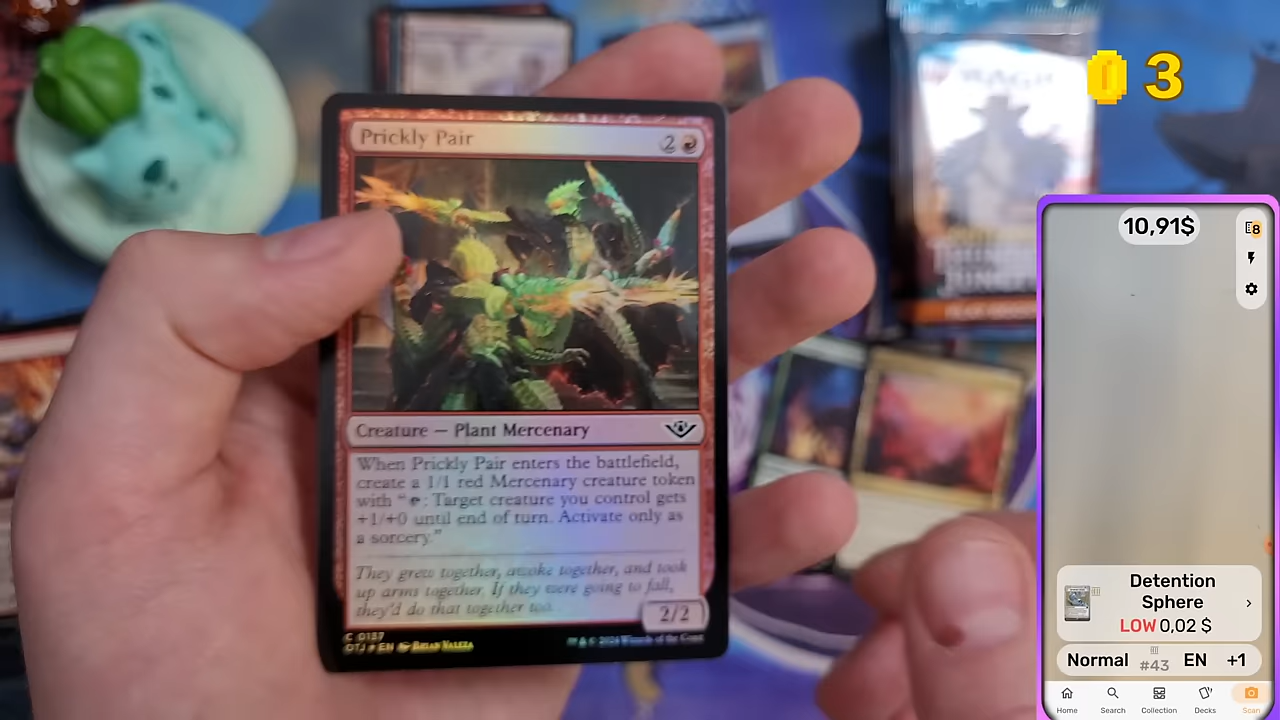 3
Prickly Pair
2
Creature — Plant Mercenary
When Prickly Pair enters the battlefield,
create a 1/1 red Mercenary creature token
with “ : Target creature you control gets
+1/+0 until end of turn. Activate only as
a sorcery.”
They grew together, awoke together, and took
up arms together. If they were going to fall,
they'd do that together too.
2/2
C 0137
OTJ EN Brian Valeza
™ & © 2024 Wizards of the Coast
10,91$
8
Detention
Sphere
LOW 0,02 $
Normal #43 EN +1
Home Search Collection Decks Scan